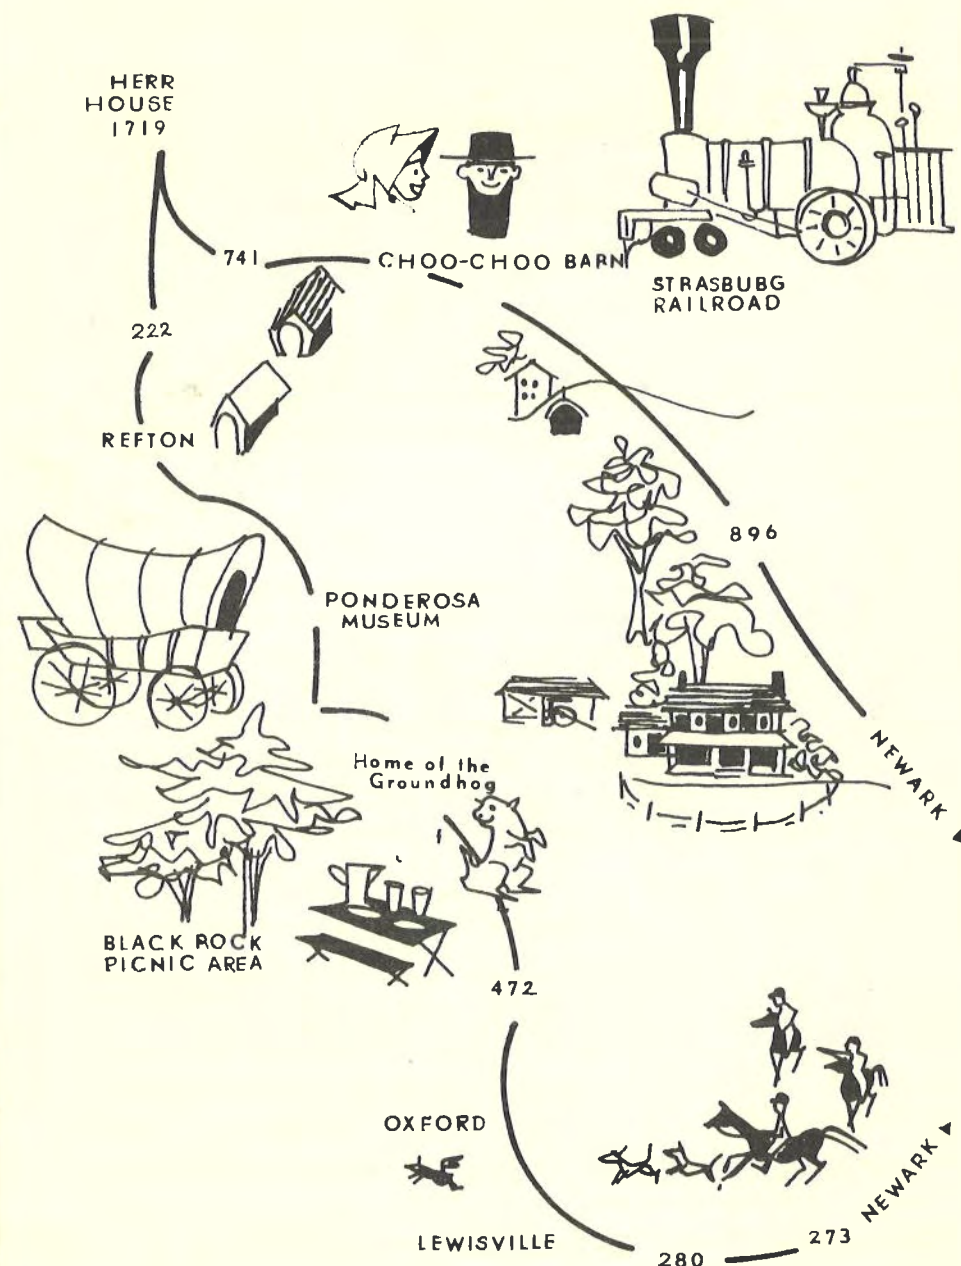 HERR
HOUSE
1719
741
CHOO-CHOO BARN
STRASBUBG
RAILROAD
222
REFTON
896
PONDEROSA
MUSEUM
NEWARK
Home of the
Groundhog
BLACK ROCK
PICNIC AREA
472
OXFORD
NEWARK
LEWISVILLE
280
273